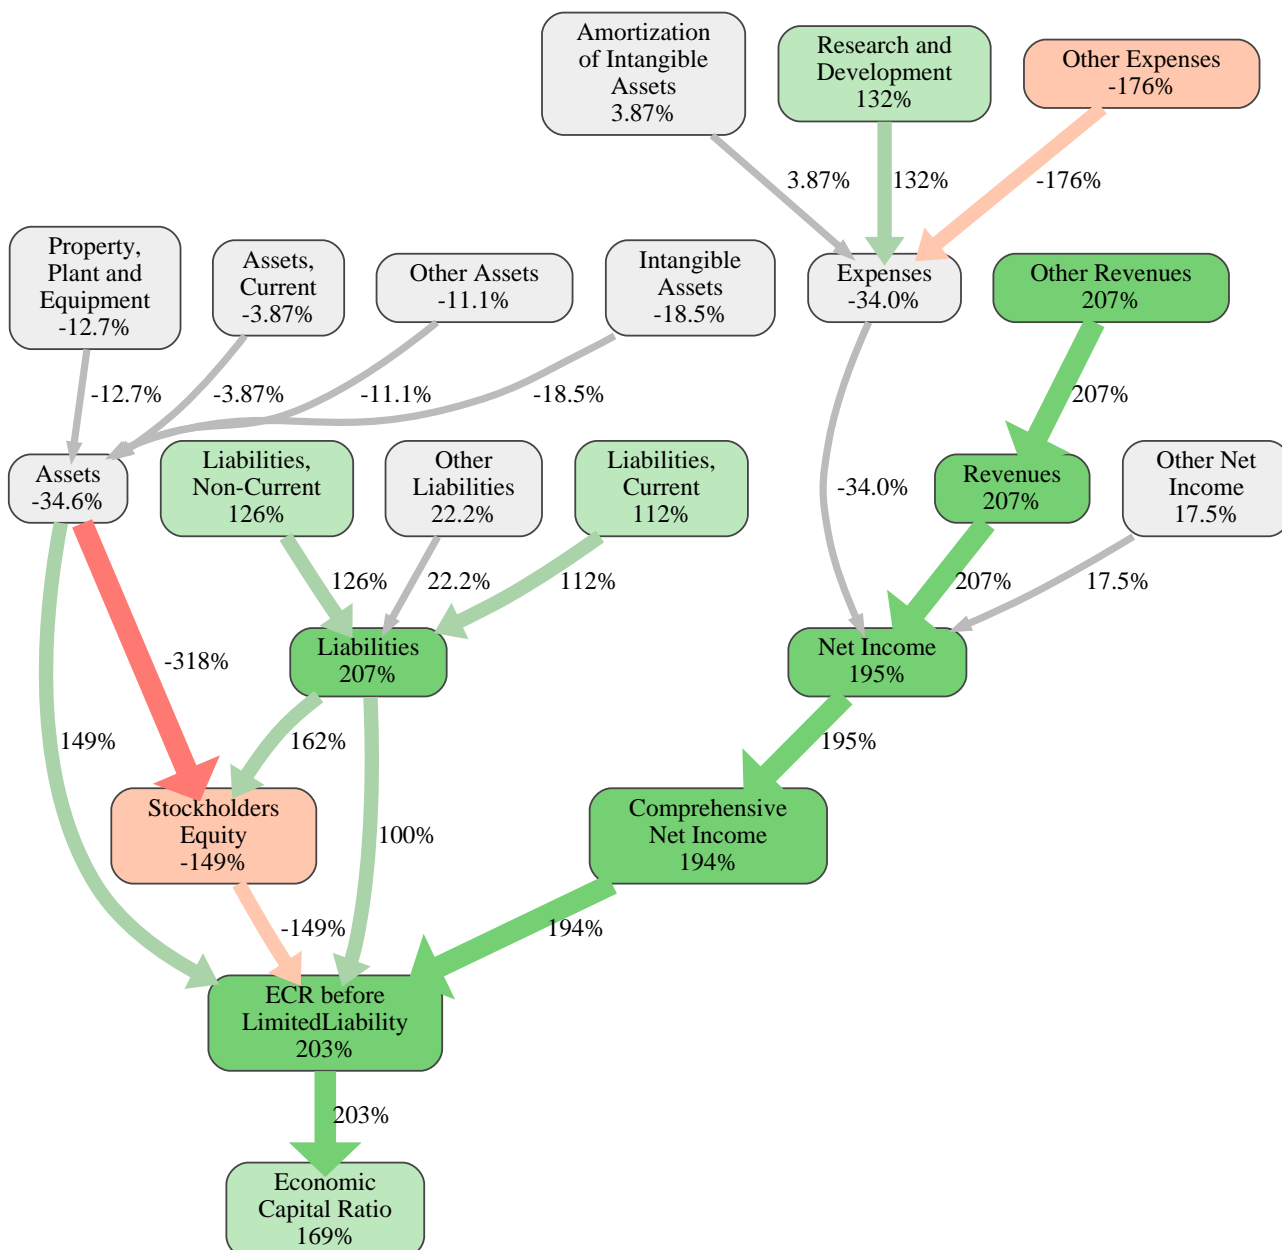 Amortization
of Intangible
Assets
3.87%
Research and
Development
132%
Other Expenses
-176%
3.87%
132%
-176%
Property,
Plant and
Equipment
-12.7%
Assets,
Current
-3.87%
Other Assets
-11.1%
Intangible
Assets
-18.5%
Expenses
-34.0%
Other Revenues
207%
-12.7%
-3.87%
-11.1%
-18.5%
207%
Assets
-34.6%
Liabilities,
Non-Current
126%
Other
Liabilities
22.2%
Liabilities,
Current
112%
-34.0%
Revenues
207%
Other Net
Income
17.5%
126%
22.2%
112%
207%
17.5%
-318%
Liabilities
207%
Net Income
195%
149%
162%
195%
Stockholders
Equity
-149%
100%
Comprehensive
Net Income
194%
-149%
194%
ECR before
LimitedLiability
203%
203%
Economic
Capital Ratio
169%